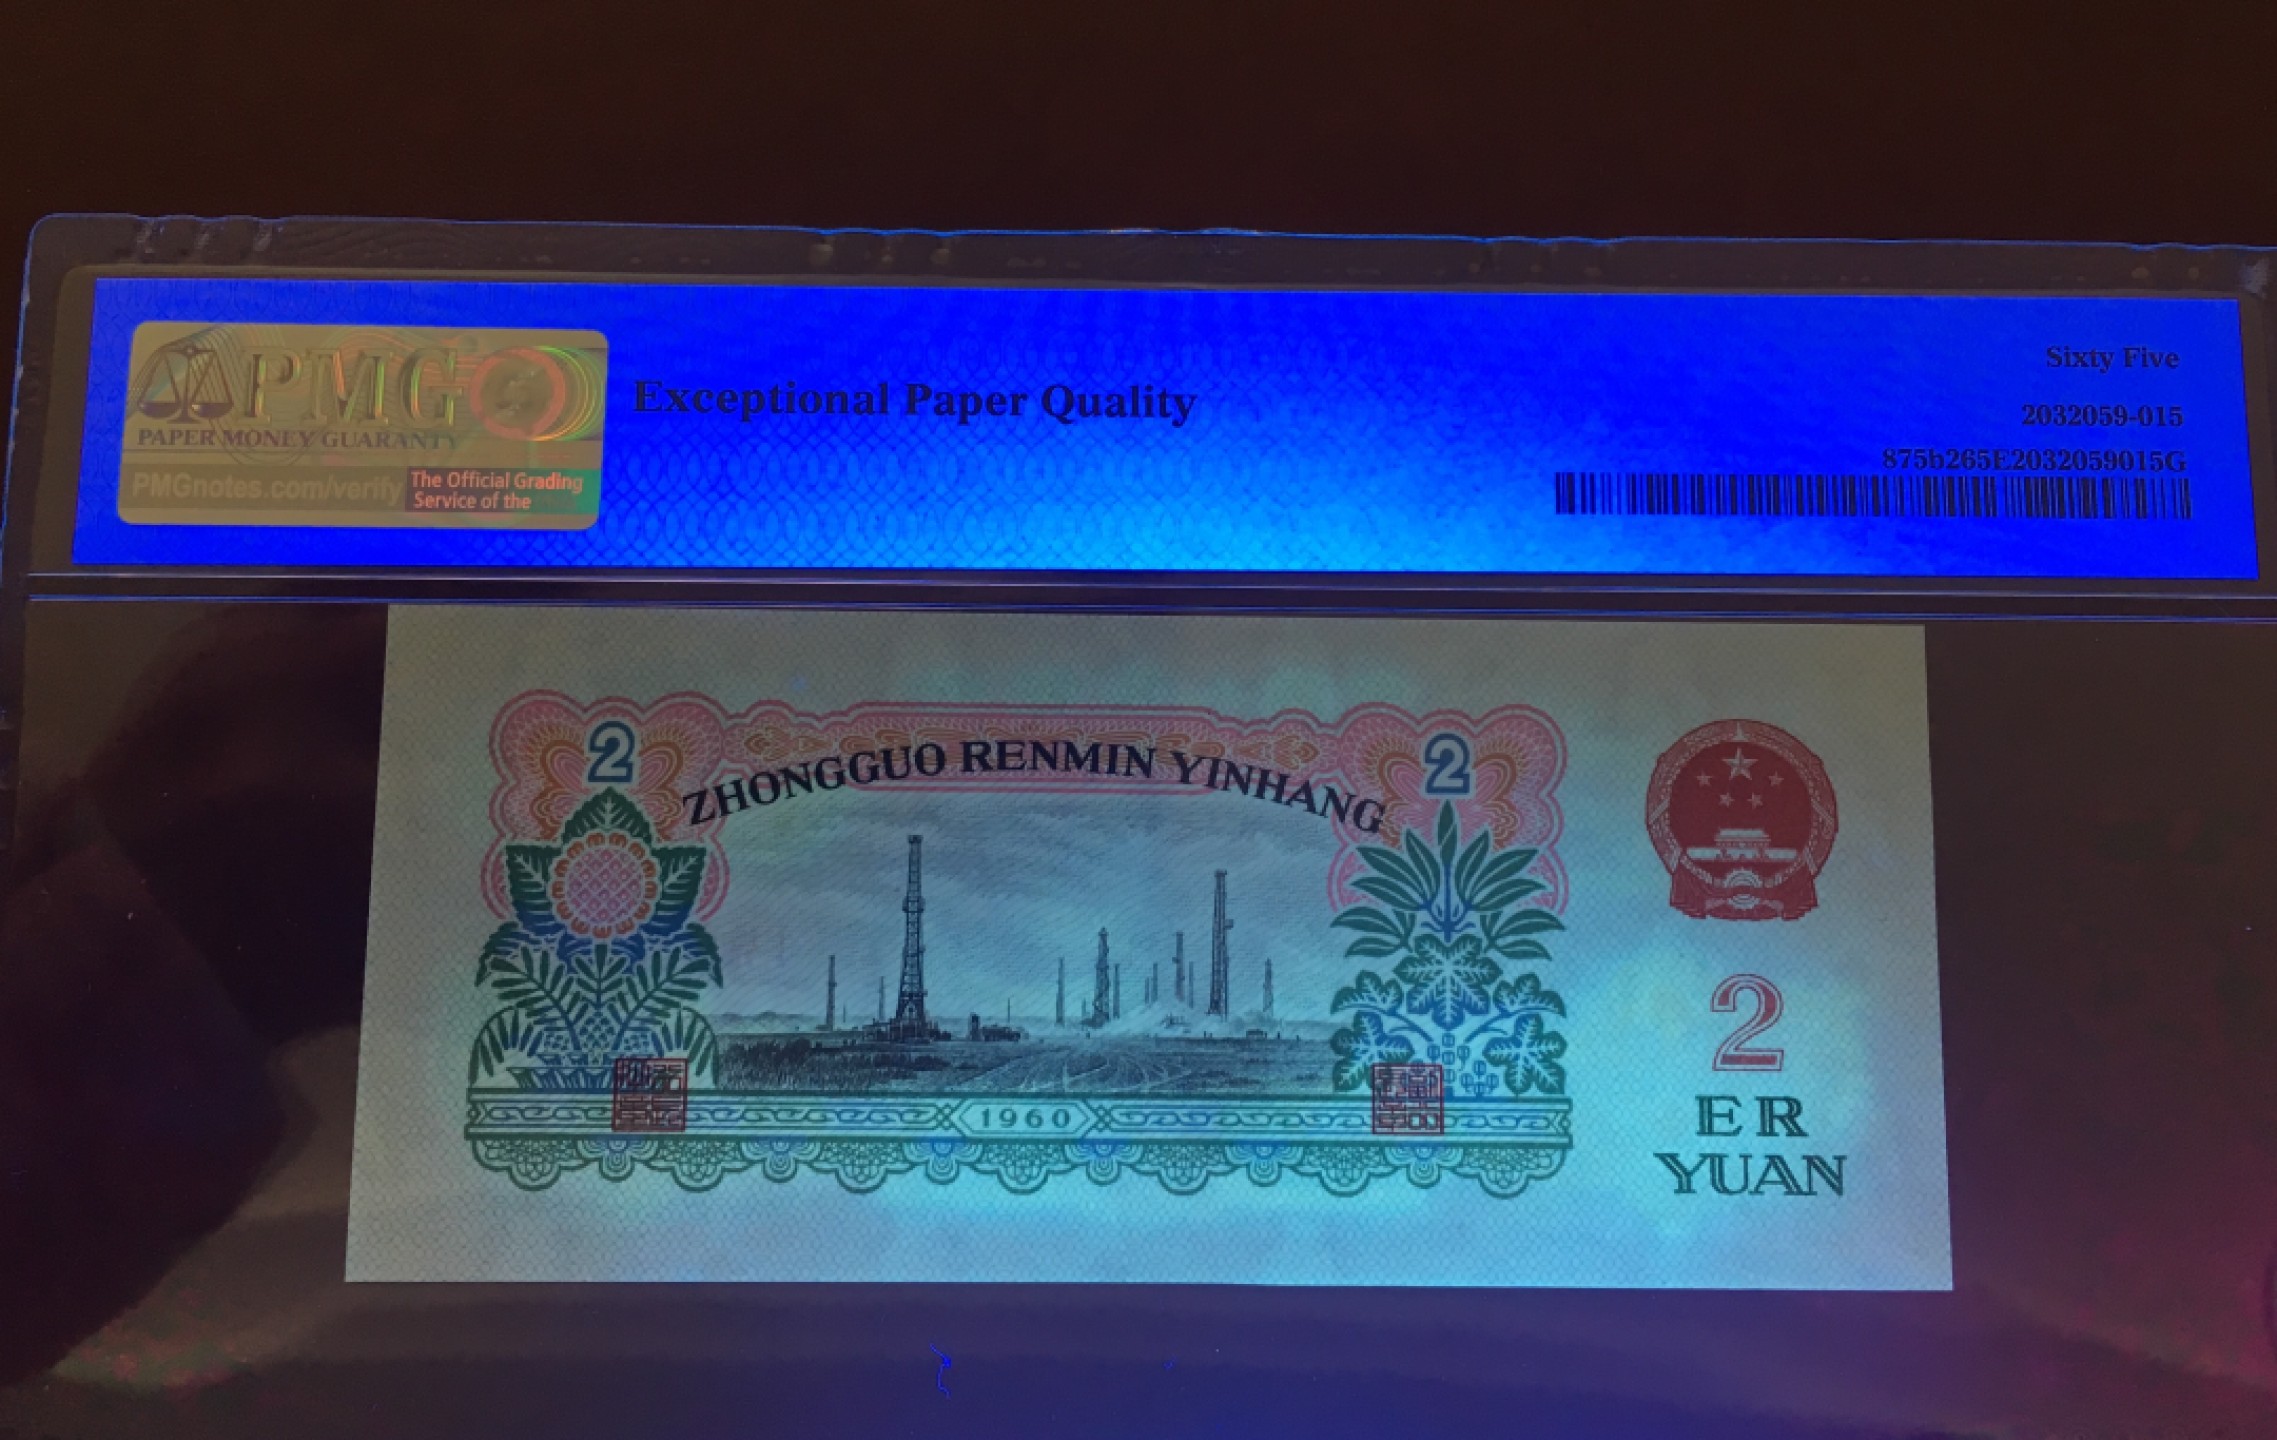 PMG
PAPER MONEY GUARANTY
PMGnotes.com/verify
The Official Grading
Service of the
Exceptional Paper Quality
Sixty Five
2032059-015
875b265E2032059015G
2
2
ZHONGGUO RENMIN YINHANG
1960
2
ER
YUAN